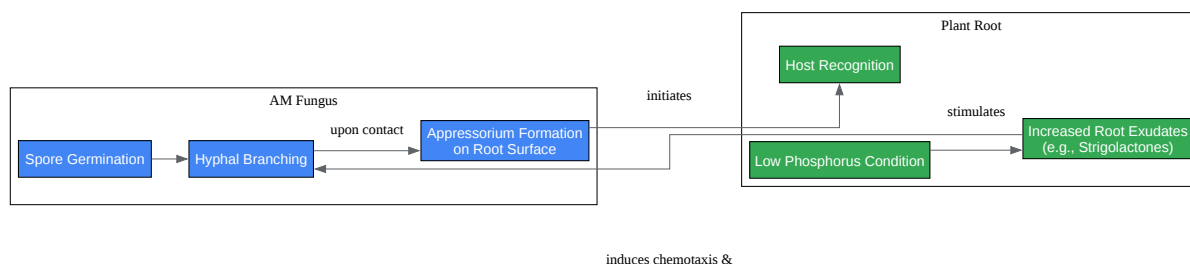 Plant Root
Host Recognition
AM Fungus
initiates
stimulates
upon contact
Appressorium Formation
on Root Surface
Increased Root Exudates
(e.g., Strigolactones)
Spore Germination
Hyphal Branching
Low Phosphorus Condition
induces chemotaxis &